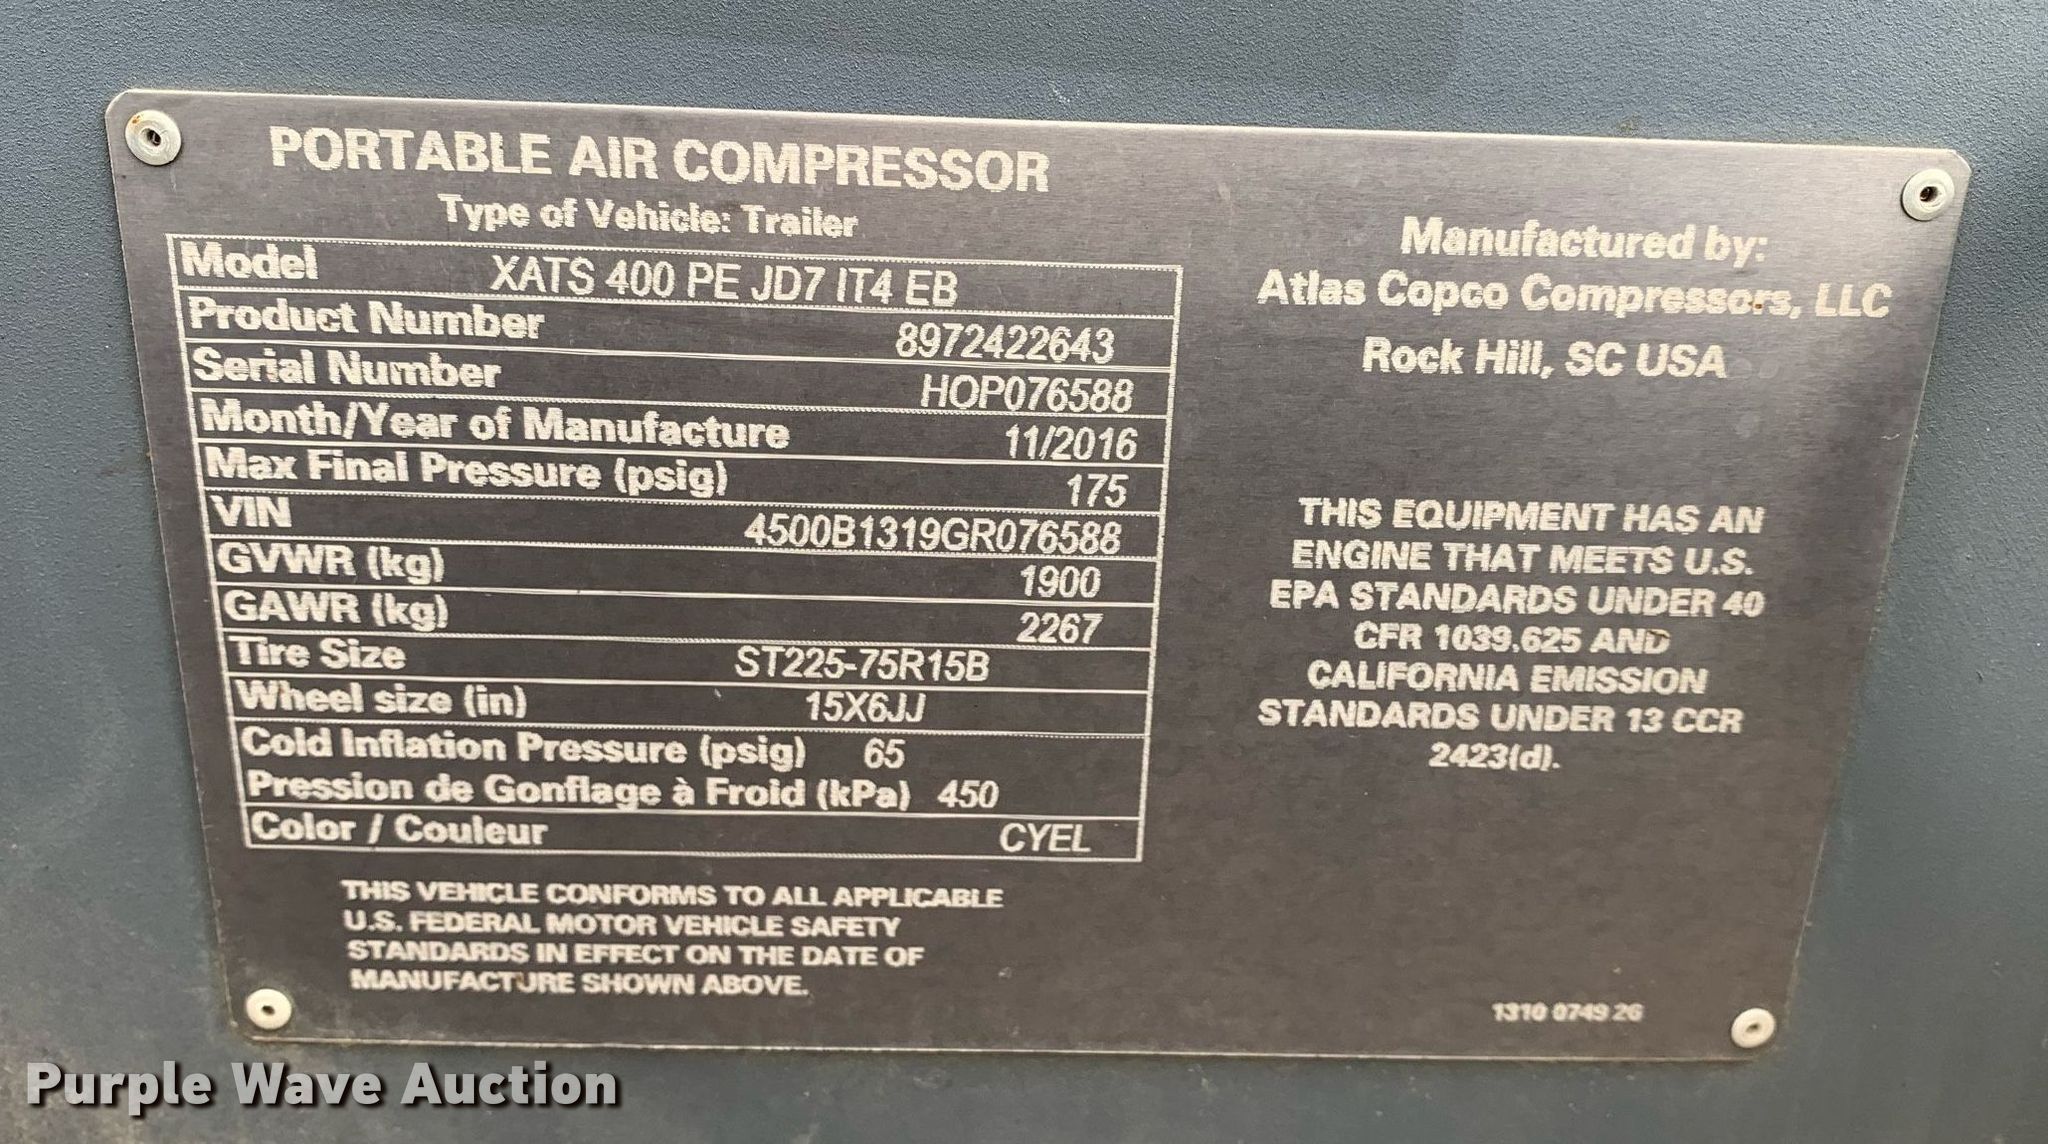 PORTABLE AIR COMPRESSOR
Type of Vehicle: Trailer
Model XATS 400 PE JD7 IT4 EB
Product Number 8972422643
Serial Number HOP076588
Month/Year of Manufacture 11/2016
Max Final Pressure (psig) 175
VIN 4500B1319GR076588
GVWR (kg) 1900
GAWR (kg) 2267
Tire Size ST225-75R15B
Wheel size (in) 15X6JJ
Cold Inflation Pressure (psig) 65
Pression de Gonflage à Froid (kPa) 450
Color / Couleur CYEL
THIS VEHICLE CONFORMS TO ALL APPLICABLE
U.S. FEDERAL MOTOR VEHICLE SAFETY
STANDARDS IN EFFECT ON THE DATE OF
MANUFACTURE SHOWN ABOVE.
Manufactured by:
Atlas Copco Compressors, LLC
Rock Hill, SC USA
THIS EQUIPMENT HAS AN
ENGINE THAT MEETS U.S.
EPA STANDARDS UNDER 40
CFR 1039.625 AND
CALIFORNIA EMISSION
STANDARDS UNDER 13 CCR
2423(d).
1310 0749 26
Purple Wave Auction